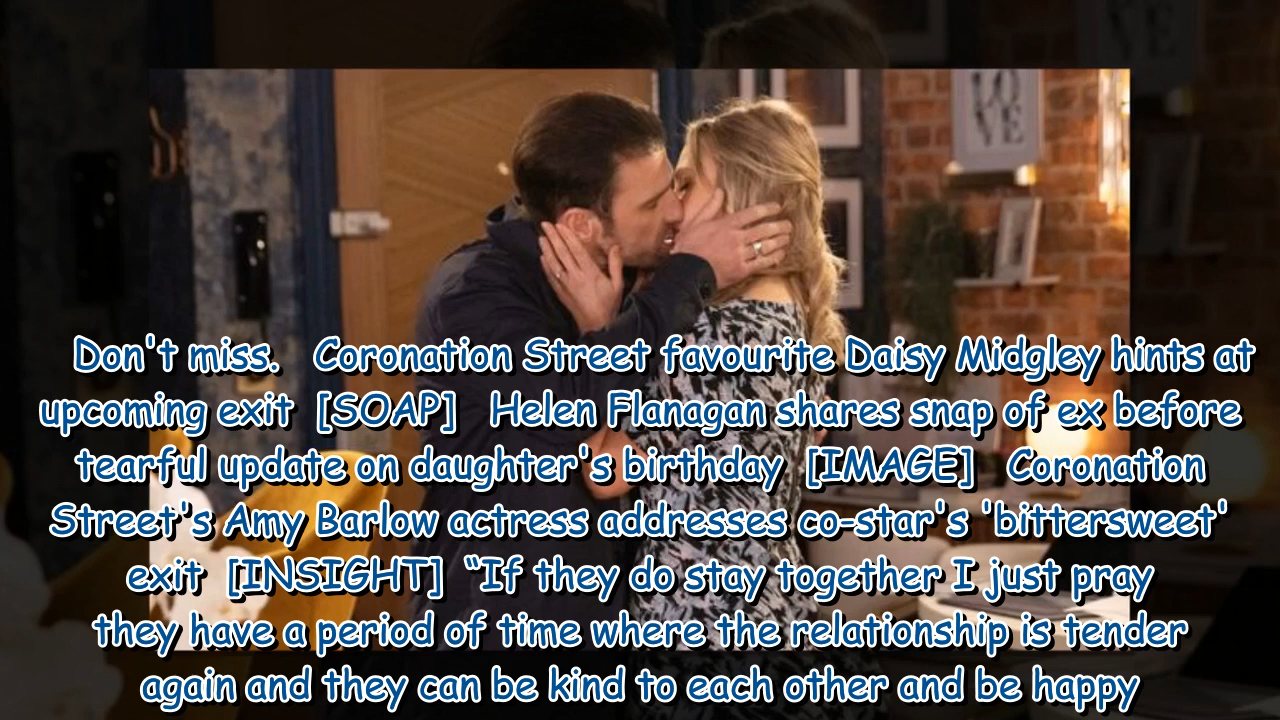 LOVE
Don't miss. Coronation Street favourite Daisy Midgley hints at
upcoming exit [SOAP] Helen Flanagan shares snap of ex before
tearful update on daughter's birthday [IMAGE] Coronation
Street's Amy Barlow actress addresses co-star's 'bittersweet'
exit [INSIGHT] “If they do stay together I just pray
they have a period of time where the relationship is tender
again and they can be kind to each other and be happy